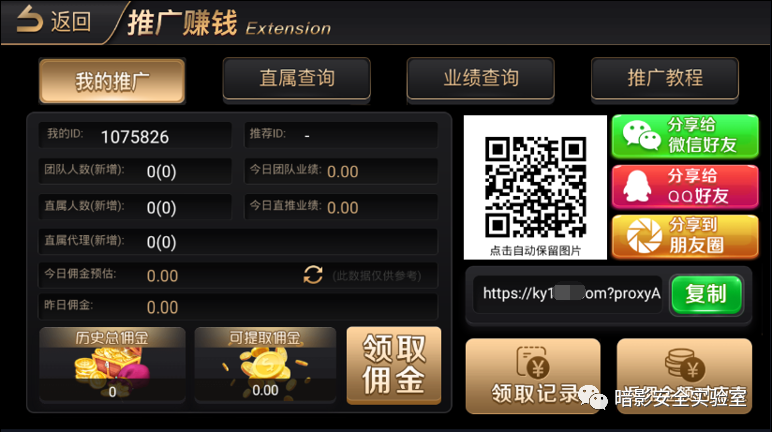 返回
推广赚钱 Extension
我的推广
直属查询
业绩查询
推广教程
我的ID: 1075826
推荐ID: -
团队人数(新增): 0(0)
今日团队业绩: 0.00
直属人数(新增): 0(0)
今日直推业绩: 0.00
直属代理(新增): 0(0)
今日佣金预估: 0.00
(此数据仅供参考)
昨日佣金: 0.00
历史总佣金
0
可提取佣金
0.00
领取
佣金
点击自动保留图片
分享给
微信好友
分享给
QQ好友
分享到
朋友圈
https://ky1
om?proxyA
复制
领取记录
返佣金额对应表
暗影安全实验室